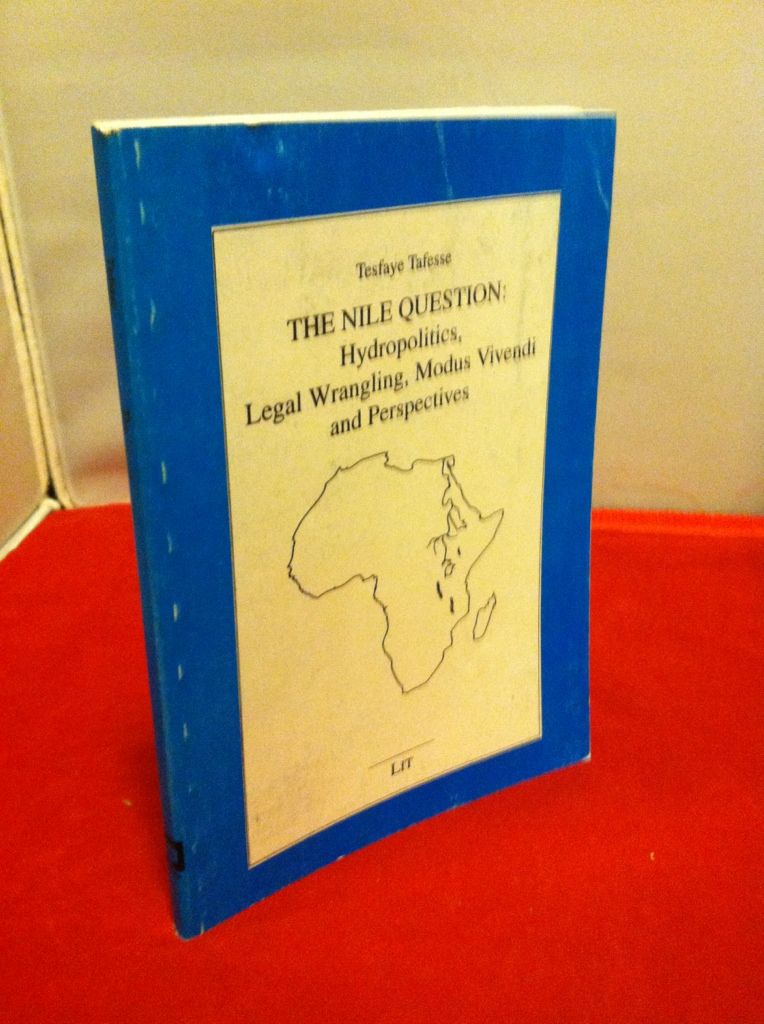 Tesfaye Tafesse
THE NILE QUESTION:
Hydropolitics,
Legal Wrangling, Modus Vivendi
and Perspectives
LIT